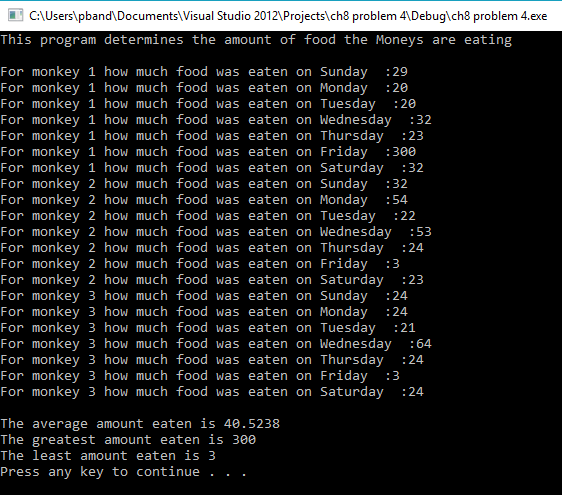 C:\Users\pband\Documents\Visual Studio 2012\Projects\ch8 problem 4\Debug\ch8 problem 4.exe
This program determines the amount of food the Moneys are eating
For monkey 1 how much food was eaten on Sunday  :29
For monkey 1 how much food was eaten on Monday  :20
For monkey 1 how much food was eaten on Tuesday  :20
For monkey 1 how much food was eaten on Wednesday  :32
For monkey 1 how much food was eaten on Thursday  :23
For monkey 1 how much food was eaten on Friday  :300
For monkey 1 how much food was eaten on Saturday  :32
For monkey 2 how much food was eaten on Sunday  :32
For monkey 2 how much food was eaten on Monday  :54
For monkey 2 how much food was eaten on Tuesday  :22
For monkey 2 how much food was eaten on Wednesday  :53
For monkey 2 how much food was eaten on Thursday  :24
For monkey 2 how much food was eaten on Friday  :3
For monkey 2 how much food was eaten on Saturday  :23
For monkey 3 how much food was eaten on Sunday  :24
For monkey 3 how much food was eaten on Monday  :24
For monkey 3 how much food was eaten on Tuesday  :21
For monkey 3 how much food was eaten on Wednesday  :64
For monkey 3 how much food was eaten on Thursday  :24
For monkey 3 how much food was eaten on Friday  :3
For monkey 3 how much food was eaten on Saturday  :24
The average amount eaten is 40.5238
The greatest amount eaten is 300
The least amount eaten is 3
Press any key to continue . . .